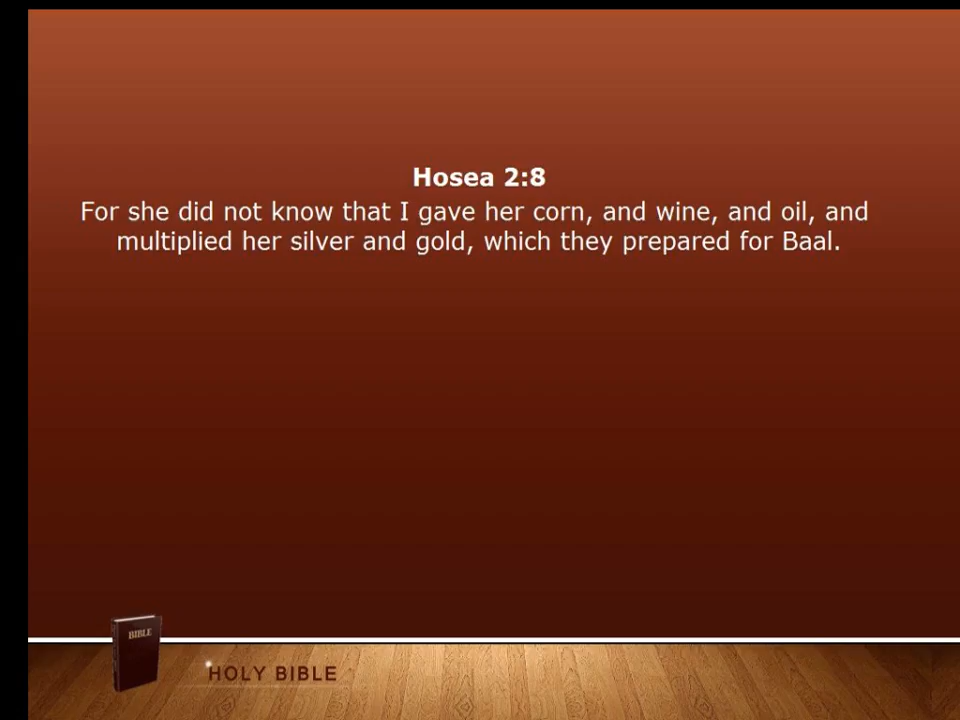 Hosea 2:8
For she did not know that I gave her corn, and wine, and oil, and
multiplied her silver and gold, which they prepared for Baal.
BIBLE
HOLY BIBLE